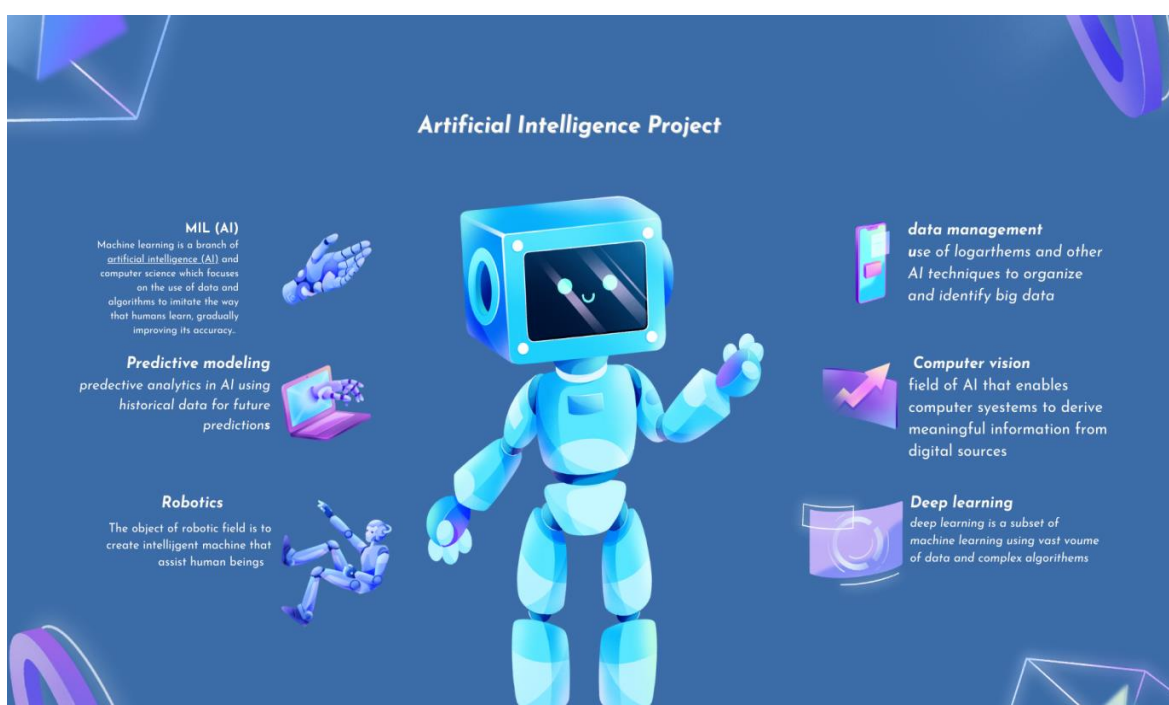 Artificial Intelligence Project
MIL (AI)
Machine learning is a branch of
artificial intelligence (AI) and
computer science which focuses
on the use of data and
algorithms to imitate the way
that humans learn, gradually
improving its accuracy..
Predictive modeling
predective analytics in AI using
historical data for future
predictions
Robotics
The object of robotic field is to
create intellijgent machine that
assist human beings
data management
use of logarthems and other
AI techniques to organize
and identify big data
Computer vision
field of AI that enables
computer syestems to derive
meaningful information from
digital sources
Deep learning
deep learning is a subset of
machine learning using vast voume
of data and complex algorithems